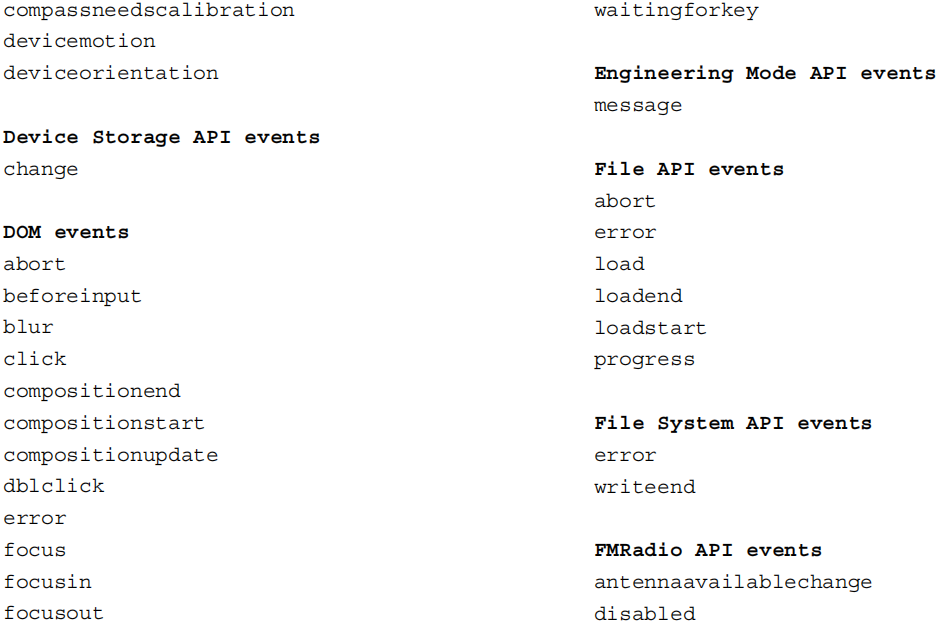 compassneedscalibration
devicemotion
deviceorientation
Device Storage API events
change
DOM events
abort
beforeinput
blur
click
compositionend
compositionstart
compositionupdate
dblclick
error
focus
focusin
focusout
waitingforkey
Engineering Mode API events
message
File API events
abort
error
load
loadend
loadstart
progress
File System API events
error
writeend
FMRadio API events
antennaavailablechange
disabled